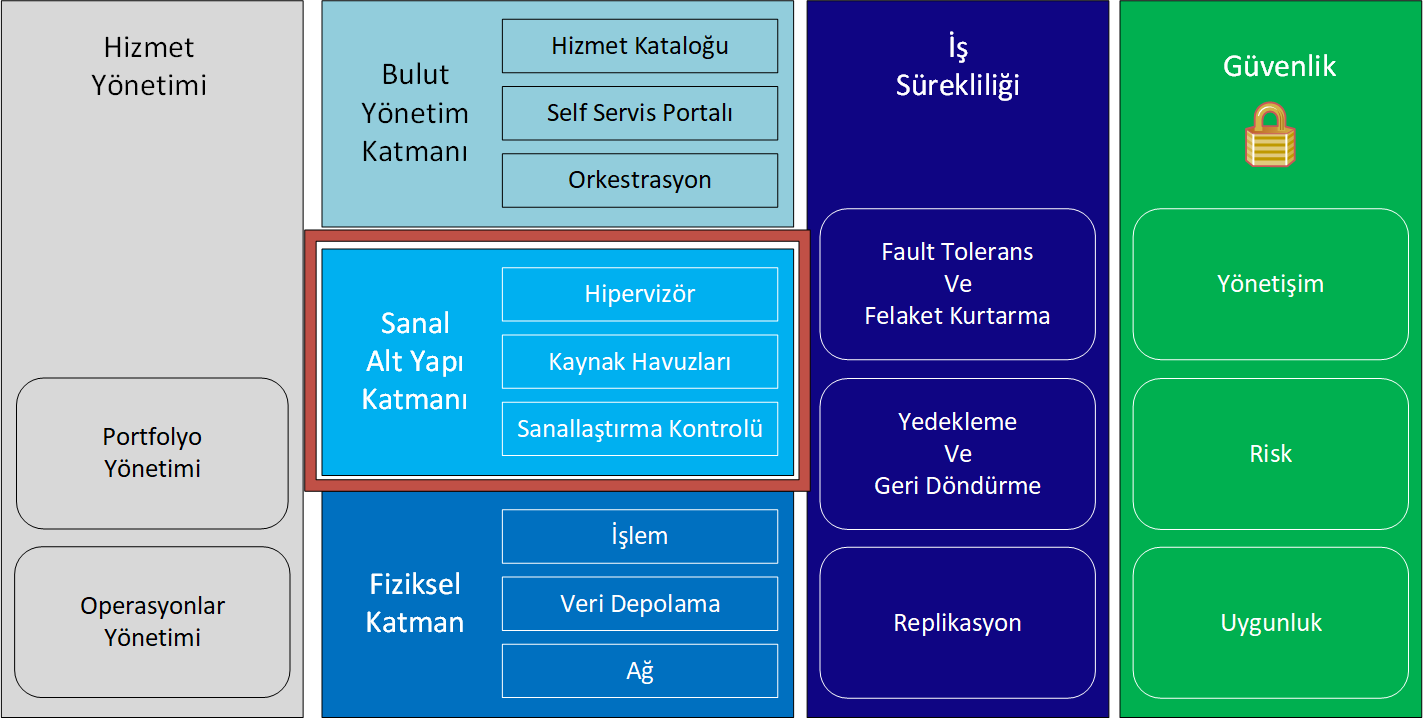 Hizmet
Yönetimi
Portfolyo
Yönetimi
Operasyonlar
Yönetimi
Bulut
Yönetim
Katmanı
Hizmet Kataloğu
Self Servis Portalı
Orkestrasyon
Sanal
Alt Yapı
Katmanı
Hipervizör
Kaynak Havuzları
Sanallaştırma Kontrolü
Fiziksel
Katman
İşlem
Veri Depolama
Ağ
İş
Sürekliliği
Fault Tolerans
Ve
Felaket Kurtarma
Yedekleme
Ve
Geri Döndürme
Replikasyon
Güvenlik
Yönetişim
Risk
Uygunluk